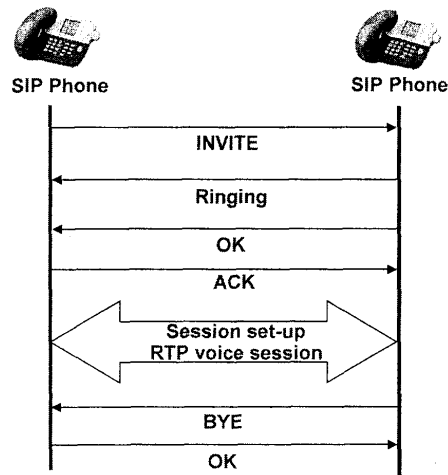 SIP Phone
SIP Phone
INVITE
Ringing
OK
ACK
Session set-up
RTP voice session
BYE
OK